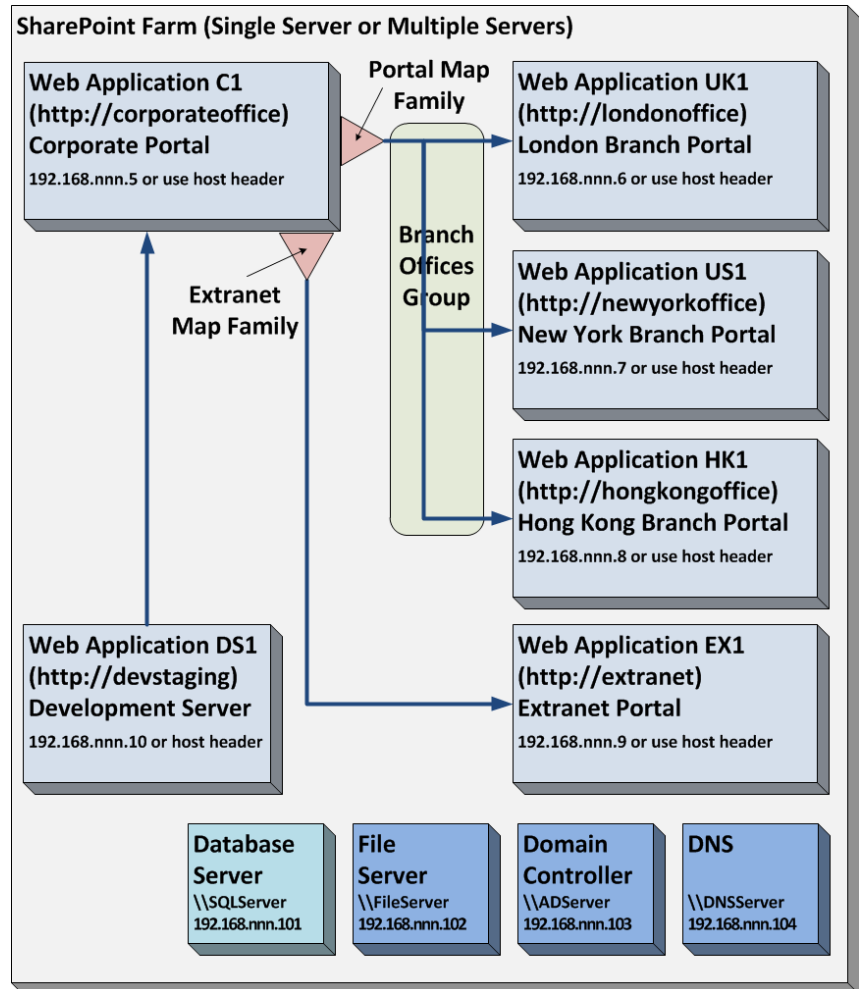 SharePoint Farm (Single Server or Multiple Servers)
Web Application C1
(http://corporateoffice)
Corporate Portal
192.168.nnn.5 or use host header
Portal Map
Family
Web Application UK1
(http://londonoffice)
London Branch Portal
192.168.nnn.6 or use host header
Branch
Offices
Group
Extranet
Map Family
Web Application US1
(http://newyorkoffice)
New York Branch Portal
192.168.nnn.7 or use host header
Web Application HK1
(http://hongkongoffice)
Hong Kong Branch Portal
192.168.nnn.8 or use host header
Web Application DS1
(http://devstaging)
Development Server
192.168.nnn.10 or host header
Web Application EX1
(http://extranet)
Extranet Portal
192.168.nnn.9 or use host header
Database
Server
\\SQLServer
192.168.nnn.101
File
Server
\\FileServer
192.168.nnn.102
Domain
Controller
\\ADServer
192.168.nnn.103
DNS
\\DNSServer
192.168.nnn.104